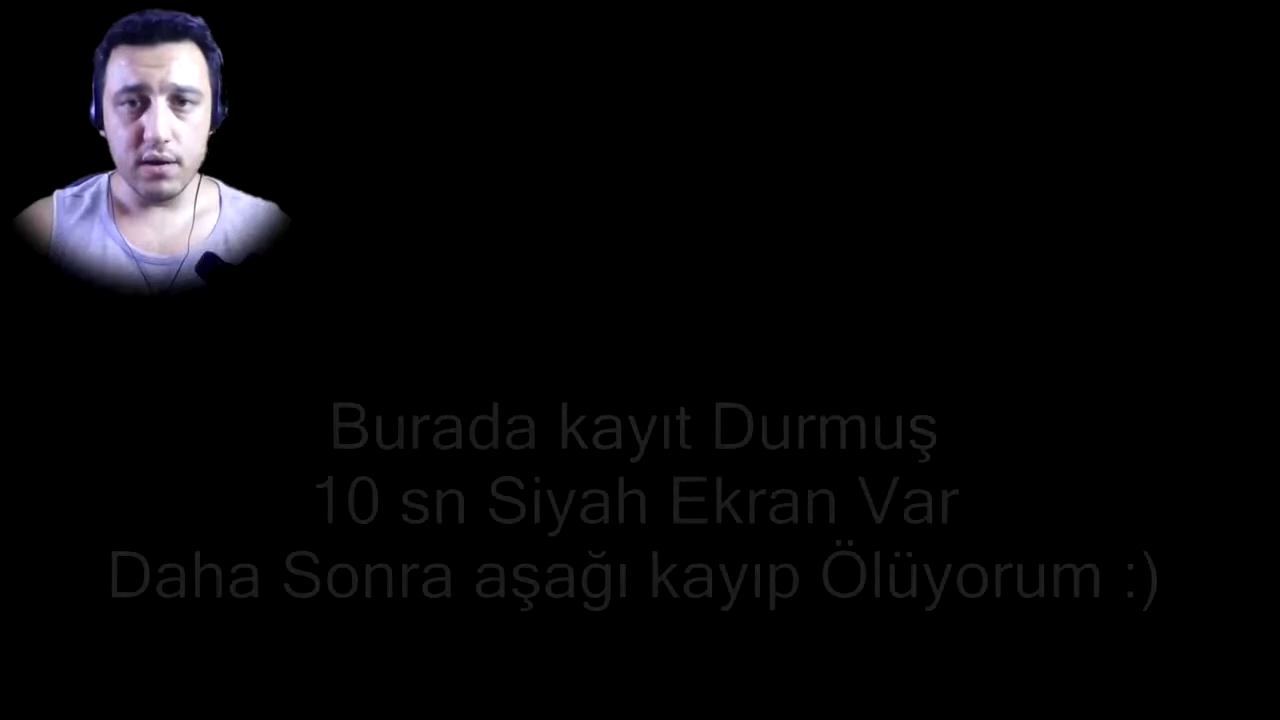 Burada kayıt Durmuş
10 sn Siyah Ekran Var
Daha Sonra aşağı kayıp Ölüyorum :)